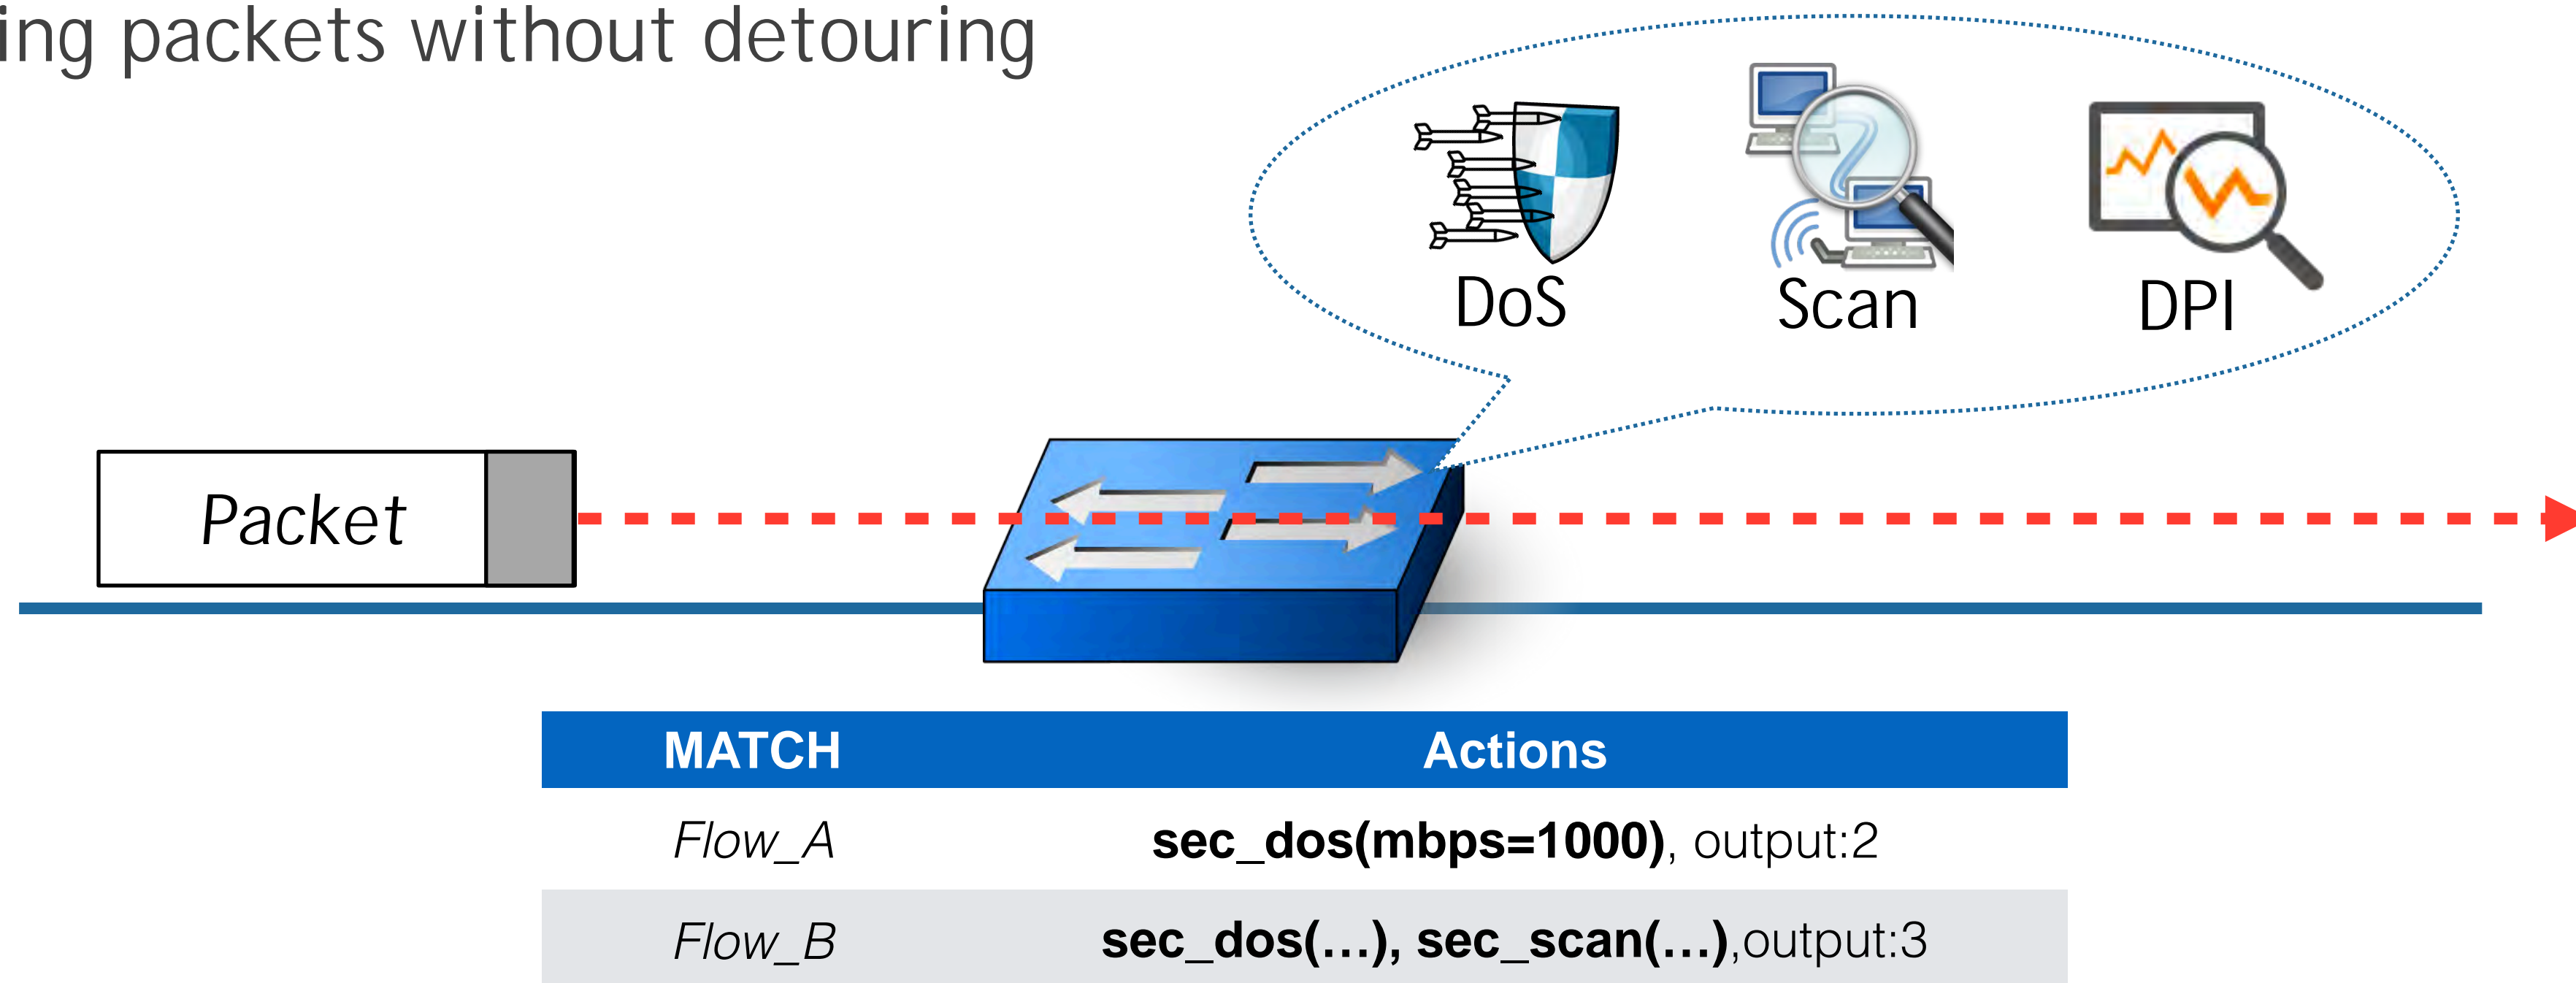 ing packets without detouring
DoS Scan DPI
Packet
MATCH Actions
Flow_A sec_dos(mbps=1000), output:2
Flow_B sec_dos(...), sec_scan(...),output:3